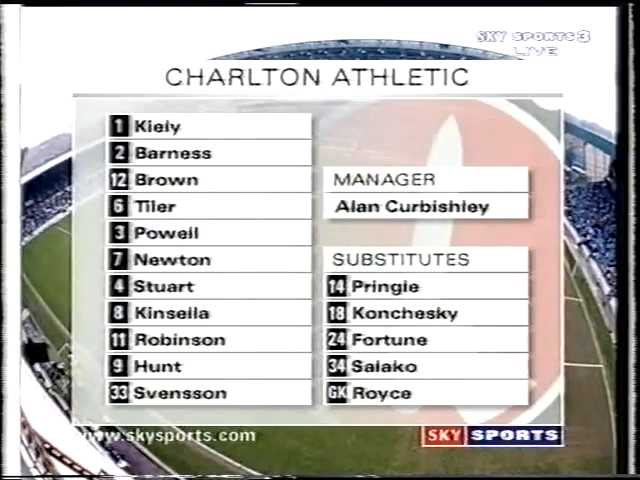 SKY SPORTS 3
LIVE
CHARLTON ATHLETIC
1 Kiely
2 Barness
12 Brown
6 Tiler
3 Powell
7 Newton
4 Stuart
8 Kinsella
11 Robinson
9 Hunt
33 Svensson
MANAGER
Alan Curbishley
SUBSTITUTES
14 Pringle
18 Konchesky
24 Fortune
34 Salako
GK Royce
www.skysports.com
SKY SPORTS